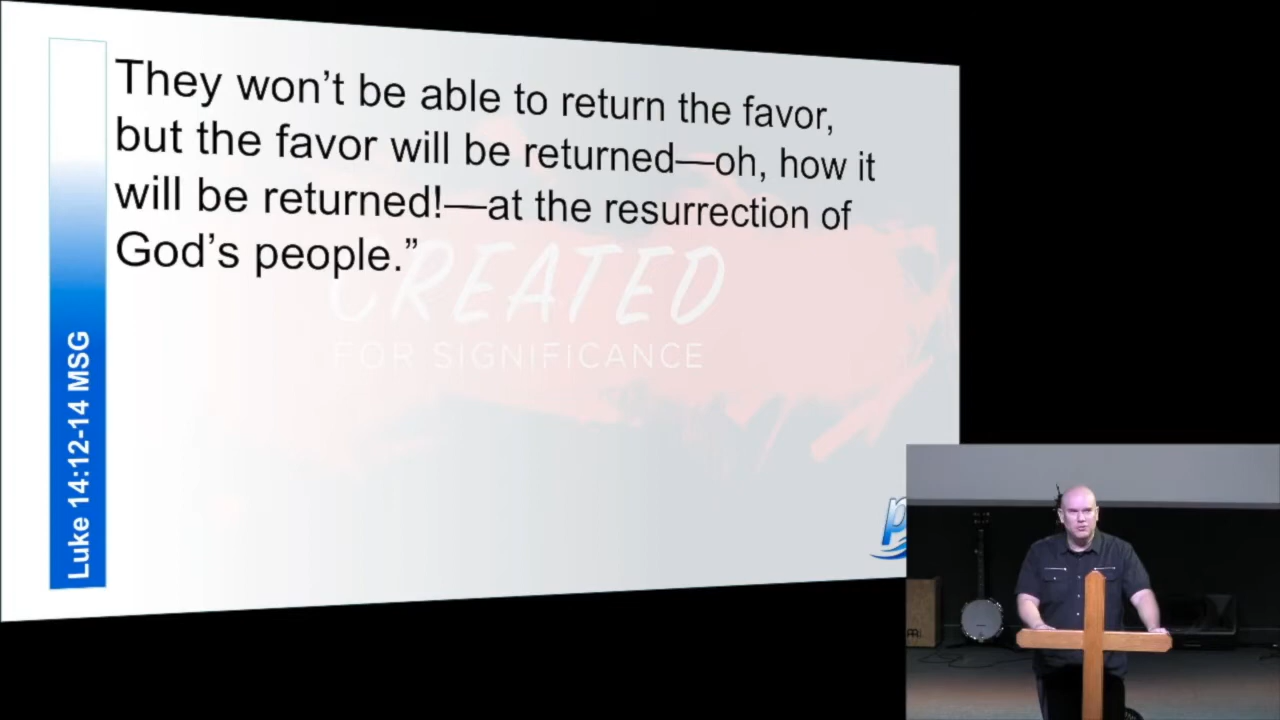 They won’t be able to return the favor,
but the favor will be returned—oh, how it
will be returned!—at the resurrection of
God’s people.”
CREATED
FOR SIGNIFICANCE
Luke 14:12-14 MSG
p